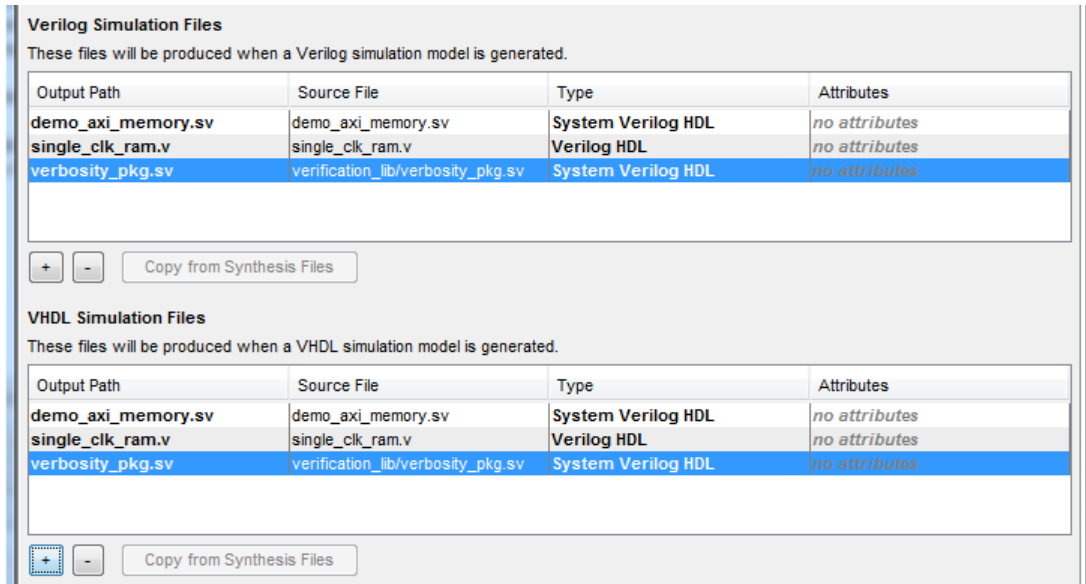 Verilog Simulation Files
These files will be produced when a Verilog simulation model is generated.
Output Path Source File Type Attributes
demo_axi_memory.sv demo_axi_memory.sv System Verilog HDL no attributes
single_clk_ram.v single_clk_ram.v Verilog HDL no attributes
verbosity_pkg.sv verification_lib/verbosity_pkg.sv System Verilog HDL no attributes
+ - Copy from Synthesis Files
VHDL Simulation Files
These files will be produced when a VHDL simulation model is generated.
Output Path Source File Type Attributes
demo_axi_memory.sv demo_axi_memory.sv System Verilog HDL no attributes
single_clk_ram.v single_clk_ram.v Verilog HDL no attributes
verbosity_pkg.sv verification_lib/verbosity_pkg.sv System Verilog HDL no attributes
+ - Copy from Synthesis Files